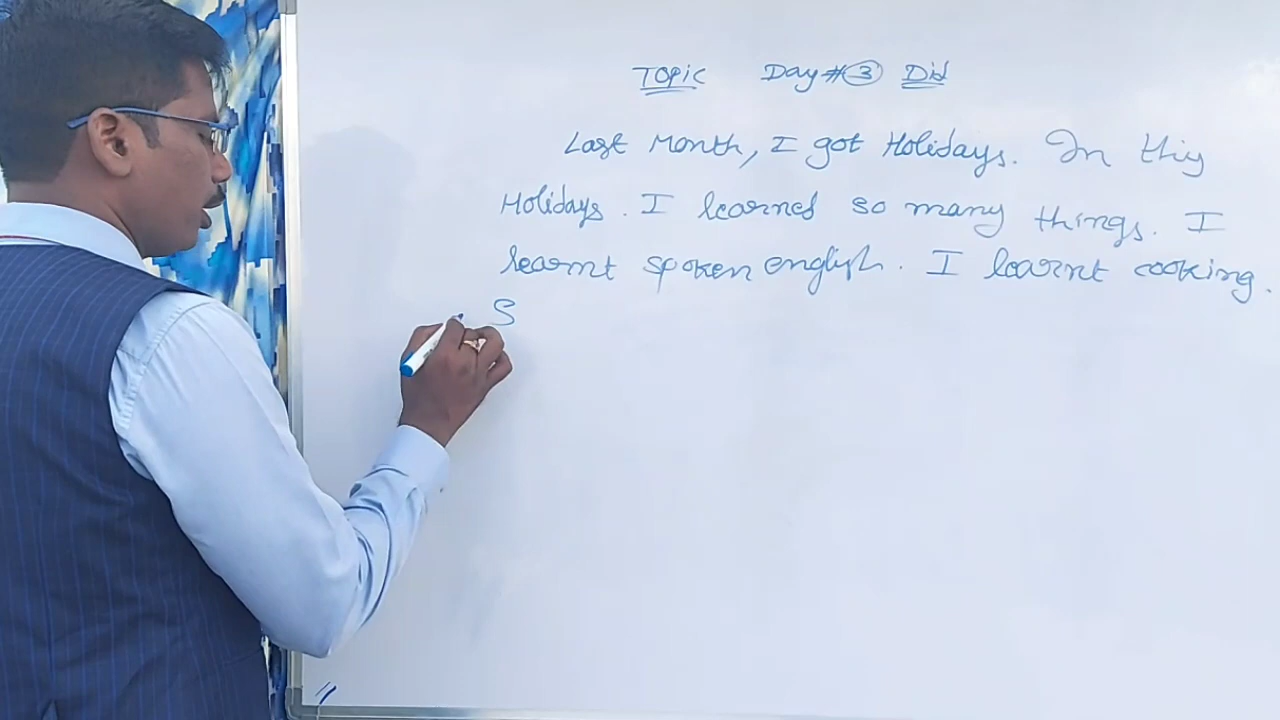 Topic Day #3 Did
Last Month, I got Holidays. In this
Holidays. I learned so many things. I
learnt spoken english. I learnt cooking.
S